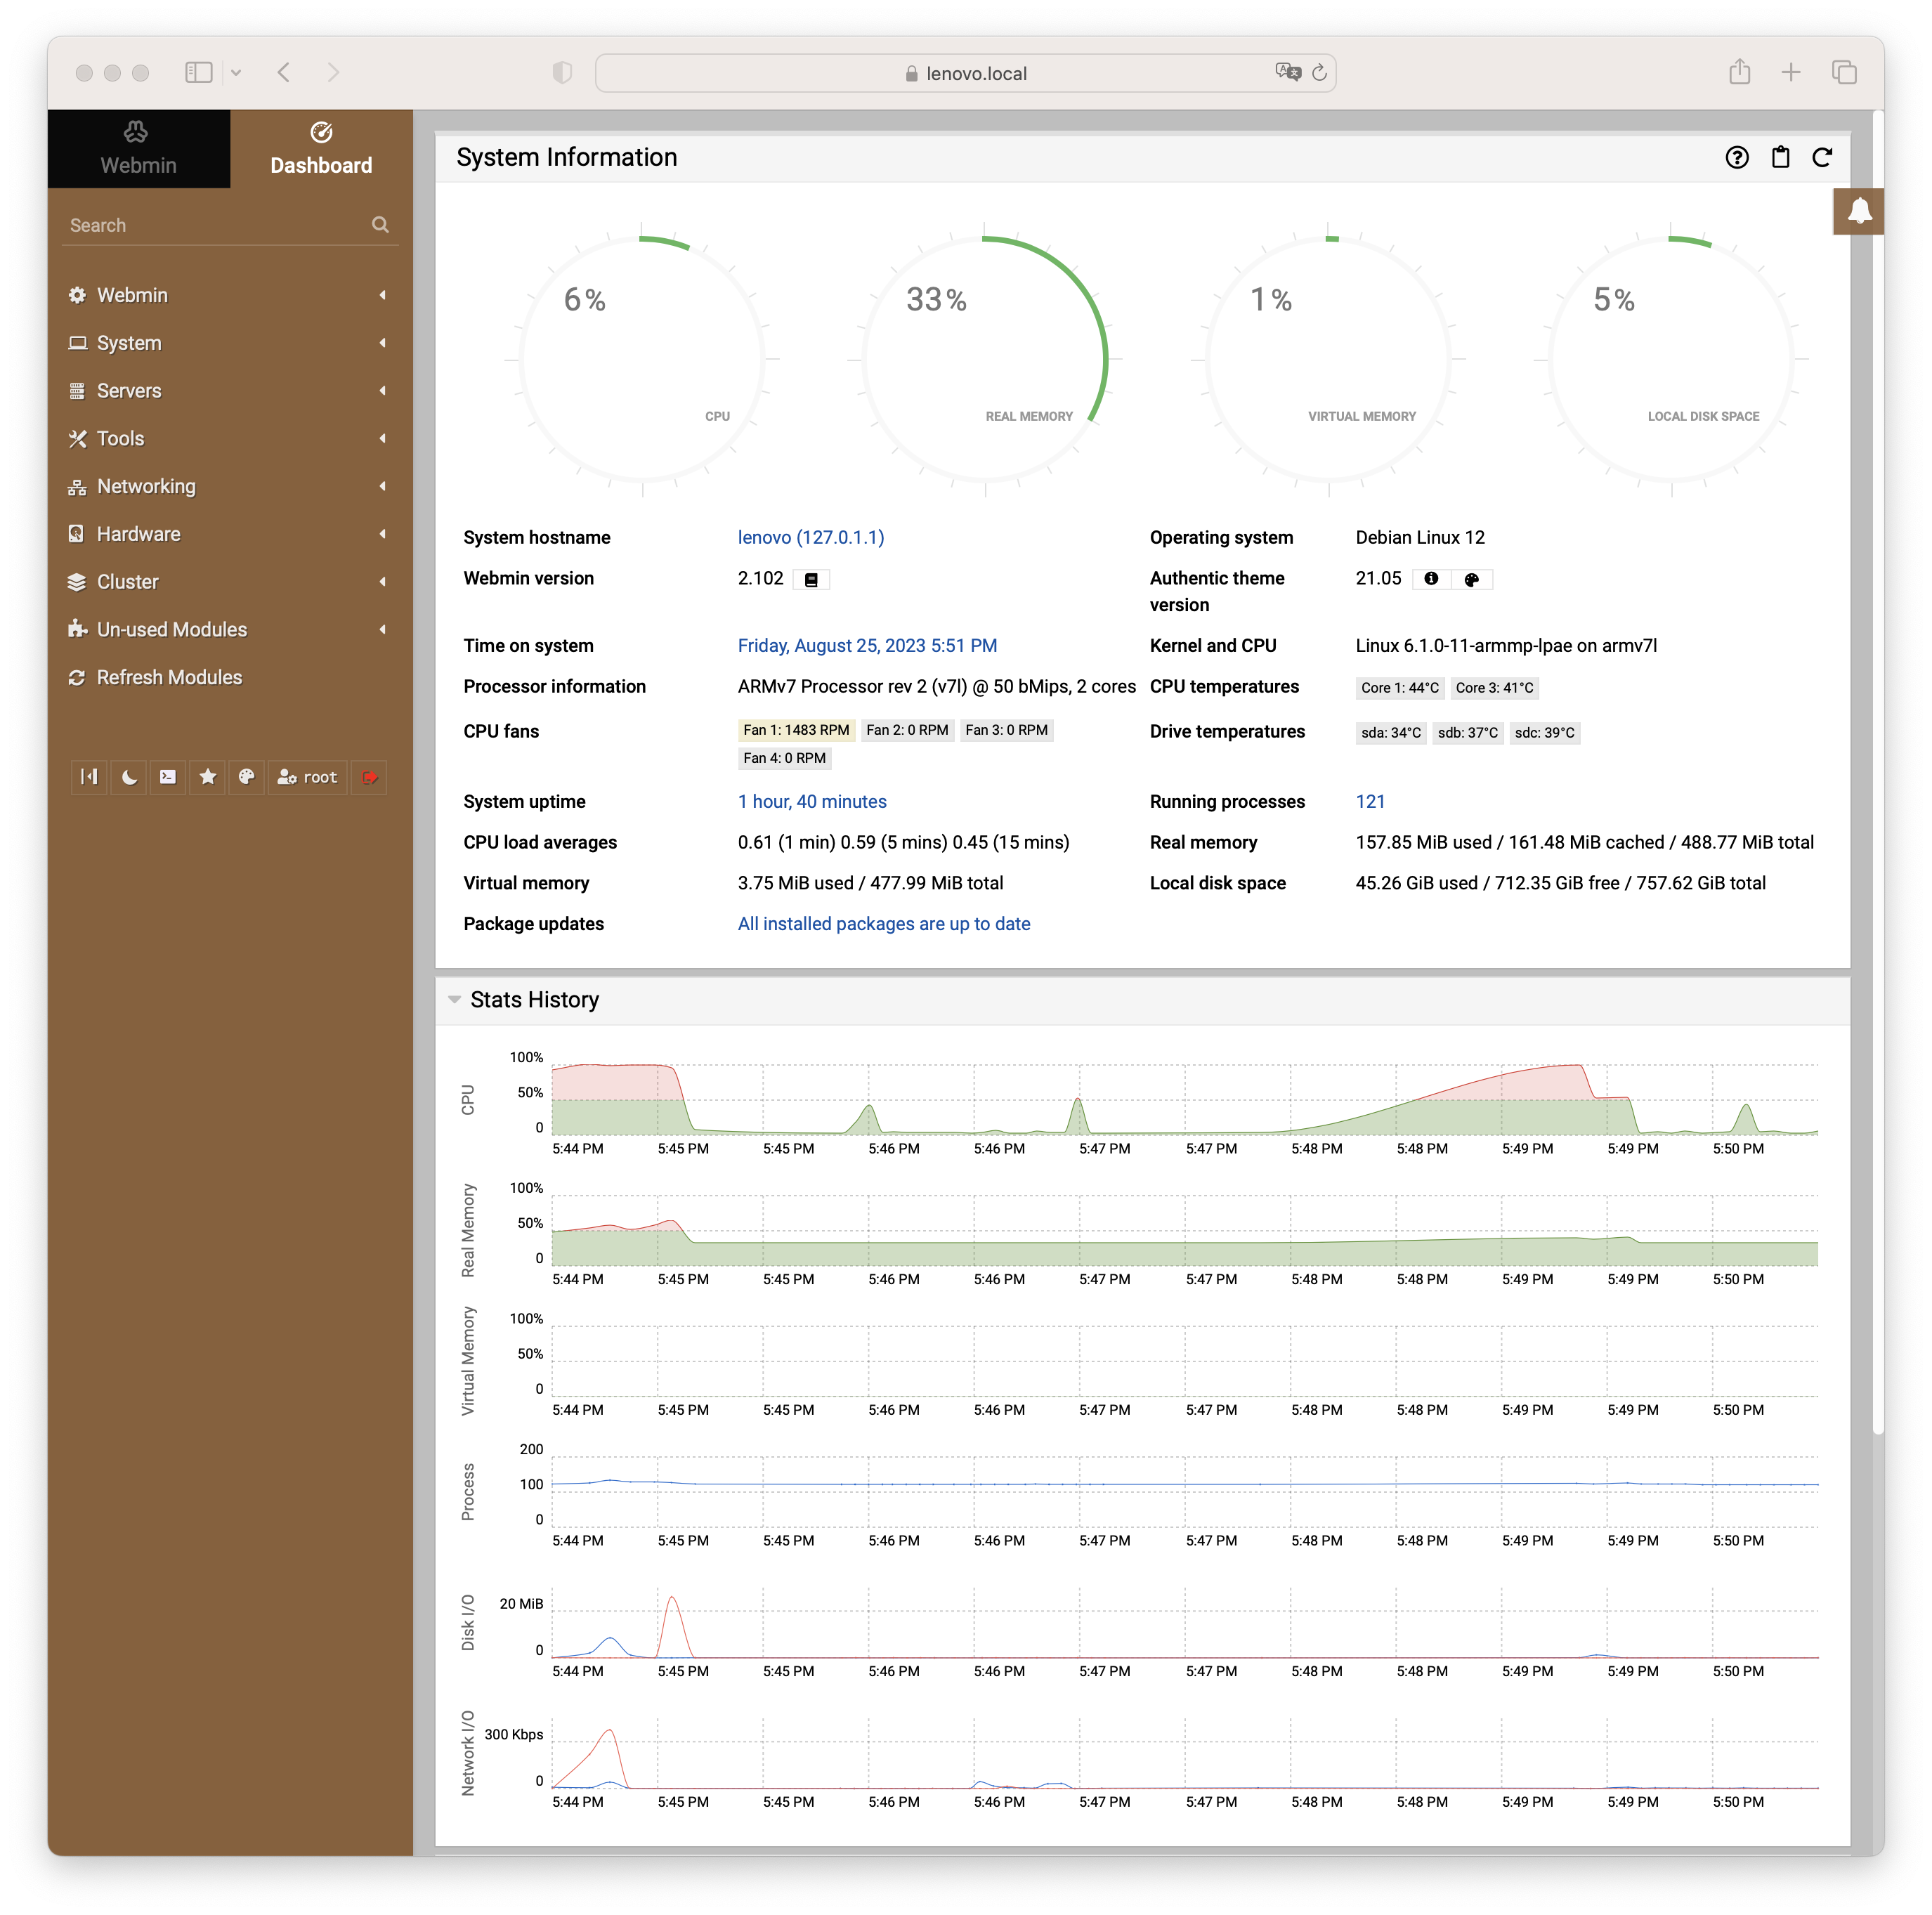 lenovo.local
Webmin
Dashboard
Search
Webmin
System
Servers
Tools
Networking
Hardware
Cluster
Un-used Modules
Refresh Modules
root
System Information
6%
CPU
33%
REAL MEMORY
1%
VIRTUAL MEMORY
5%
LOCAL DISK SPACE
System hostname lenovo (127.0.1.1) Operating system Debian Linux 12
Webmin version 2.102 Authentic theme version 21.05
Time on system Friday, August 25, 2023 5:51 PM Kernel and CPU Linux 6.1.0-11-armmp-lpae on armv7l
Processor information ARMv7 Processor rev 2 (v7l) @ 50 bMips, 2 cores CPU temperatures Core 1: 44°C Core 3: 41°C
CPU fans Fan 1: 1483 RPM Fan 2: 0 RPM Fan 3: 0 RPM Fan 4: 0 RPM Drive temperatures sda: 34°C sdb: 37°C sdc: 39°C
System uptime 1 hour, 40 minutes Running processes 121
CPU load averages 0.61 (1 min) 0.59 (5 mins) 0.45 (15 mins) Real memory 157.85 MiB used / 161.48 MiB cached / 488.77 MiB total
Virtual memory 3.75 MiB used / 477.99 MiB total Local disk space 45.26 GiB used / 712.35 GiB free / 757.62 GiB total
Package updates All installed packages are up to date
Stats History
CPU
100%
50%
0
5:44 PM 5:45 PM 5:45 PM 5:46 PM 5:46 PM 5:47 PM 5:47 PM 5:48 PM 5:48 PM 5:49 PM 5:49 PM 5:50 PM
Real Memory
100%
50%
0
5:44 PM 5:45 PM 5:45 PM 5:46 PM 5:46 PM 5:47 PM 5:47 PM 5:48 PM 5:48 PM 5:49 PM 5:49 PM 5:50 PM
Virtual Memory
100%
50%
0
5:44 PM 5:45 PM 5:45 PM 5:46 PM 5:46 PM 5:47 PM 5:47 PM 5:48 PM 5:48 PM 5:49 PM 5:49 PM 5:50 PM
Process
200
100
0
5:44 PM 5:45 PM 5:45 PM 5:46 PM 5:46 PM 5:47 PM 5:47 PM 5:48 PM 5:48 PM 5:49 PM 5:49 PM 5:50 PM
Disk I/O
20 MiB
0
5:44 PM 5:45 PM 5:45 PM 5:46 PM 5:46 PM 5:47 PM 5:47 PM 5:48 PM 5:48 PM 5:49 PM 5:49 PM 5:50 PM
Network I/O
300 Kbps
0
5:44 PM 5:45 PM 5:45 PM 5:46 PM 5:46 PM 5:47 PM 5:47 PM 5:48 PM 5:48 PM 5:49 PM 5:49 PM 5:50 PM